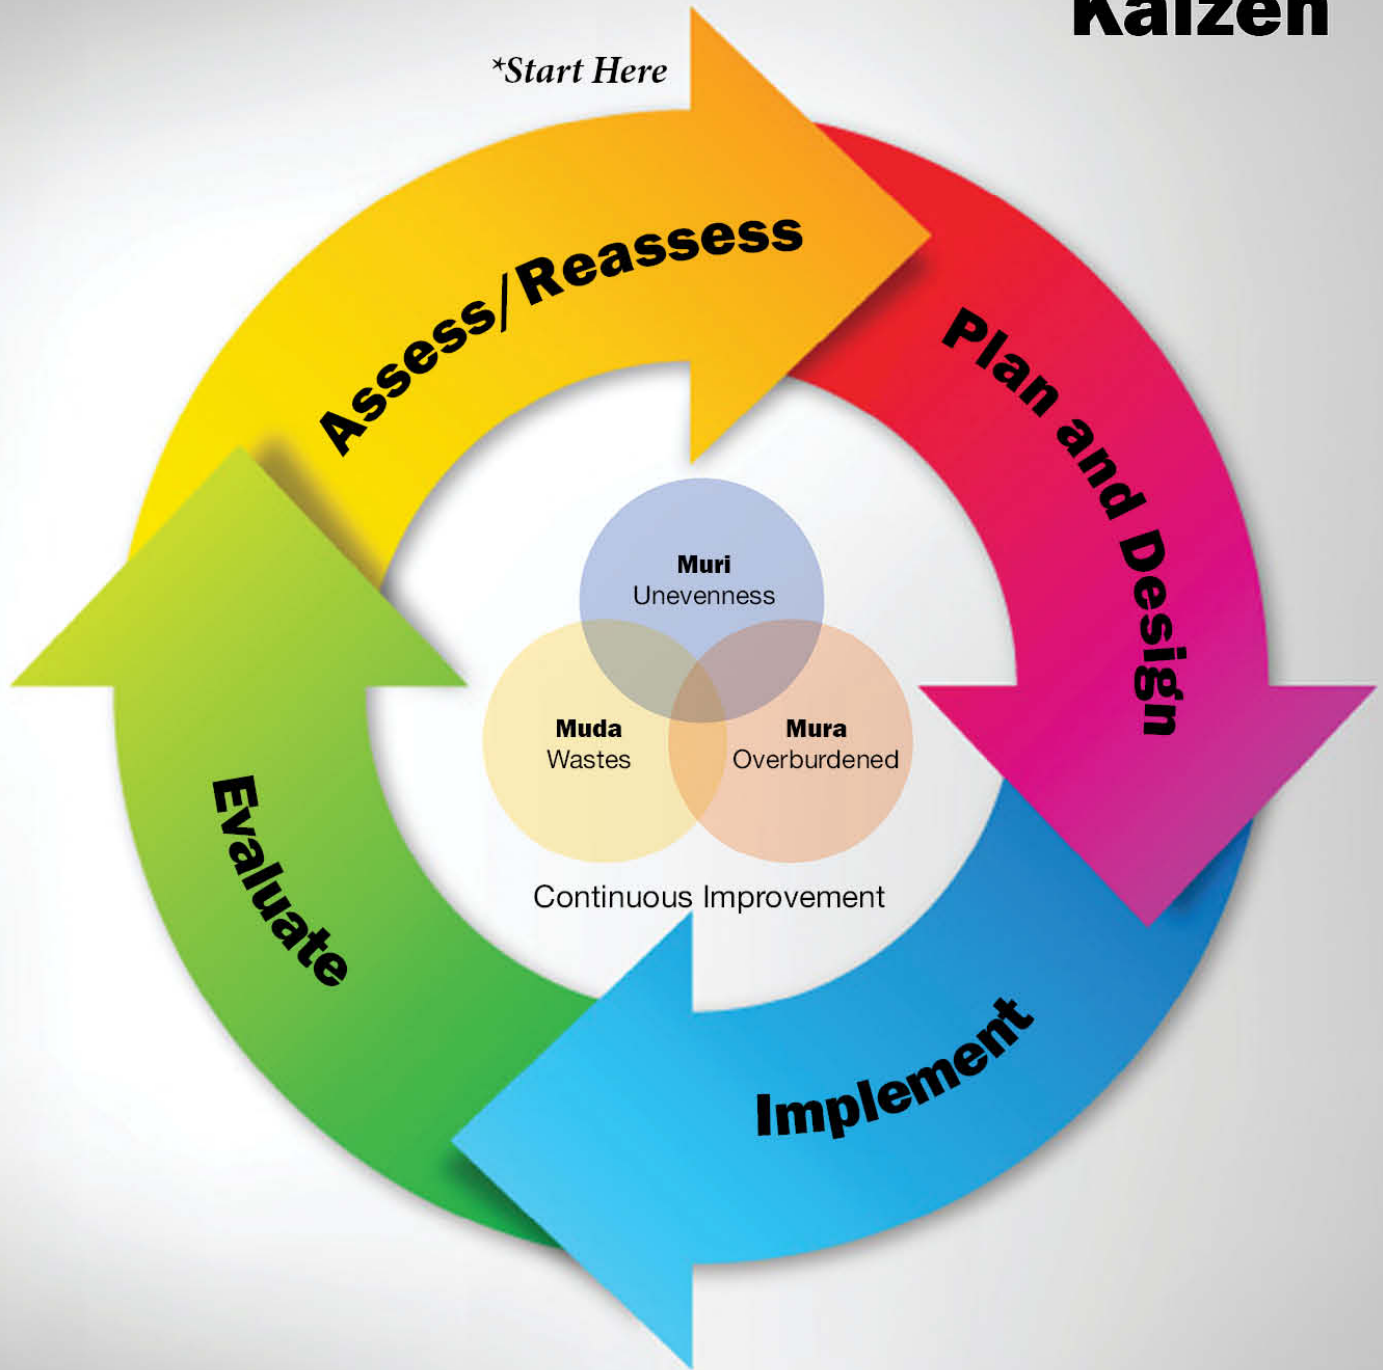 Kaizen
*Start Here
Assess/Reassess
Plan and Design
Implement
Evaluate
Muri
Unevenness
Muda
Wastes
Mura
Overburdened
Continuous Improvement